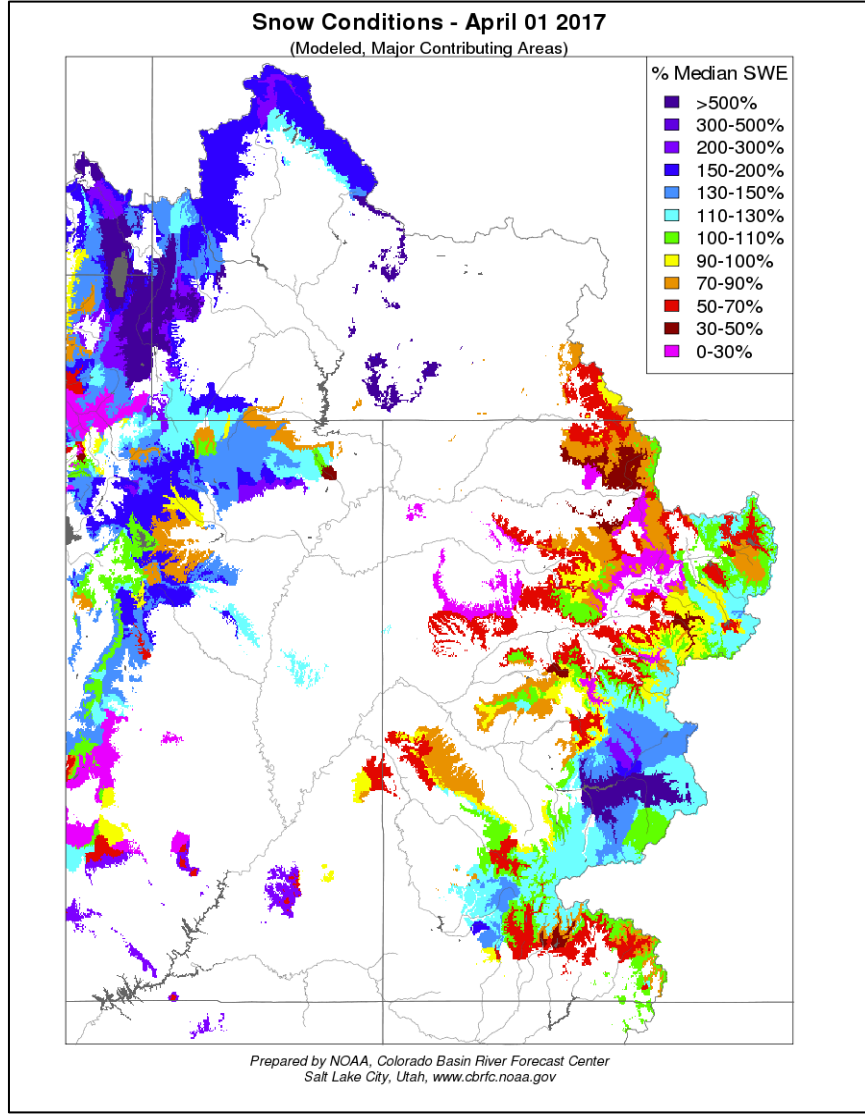 Snow Conditions - April 01 2017
(Modeled, Major Contributing Areas)
% Median SWE
>500%
300-500%
200-300%
150-200%
130-150%
110-130%
100-110%
90-100%
70-90%
50-70%
30-50%
0-30%
Prepared by NOAA, Colorado Basin River Forecast Center
Salt Lake City, Utah, www.cbrfc.noaa.gov